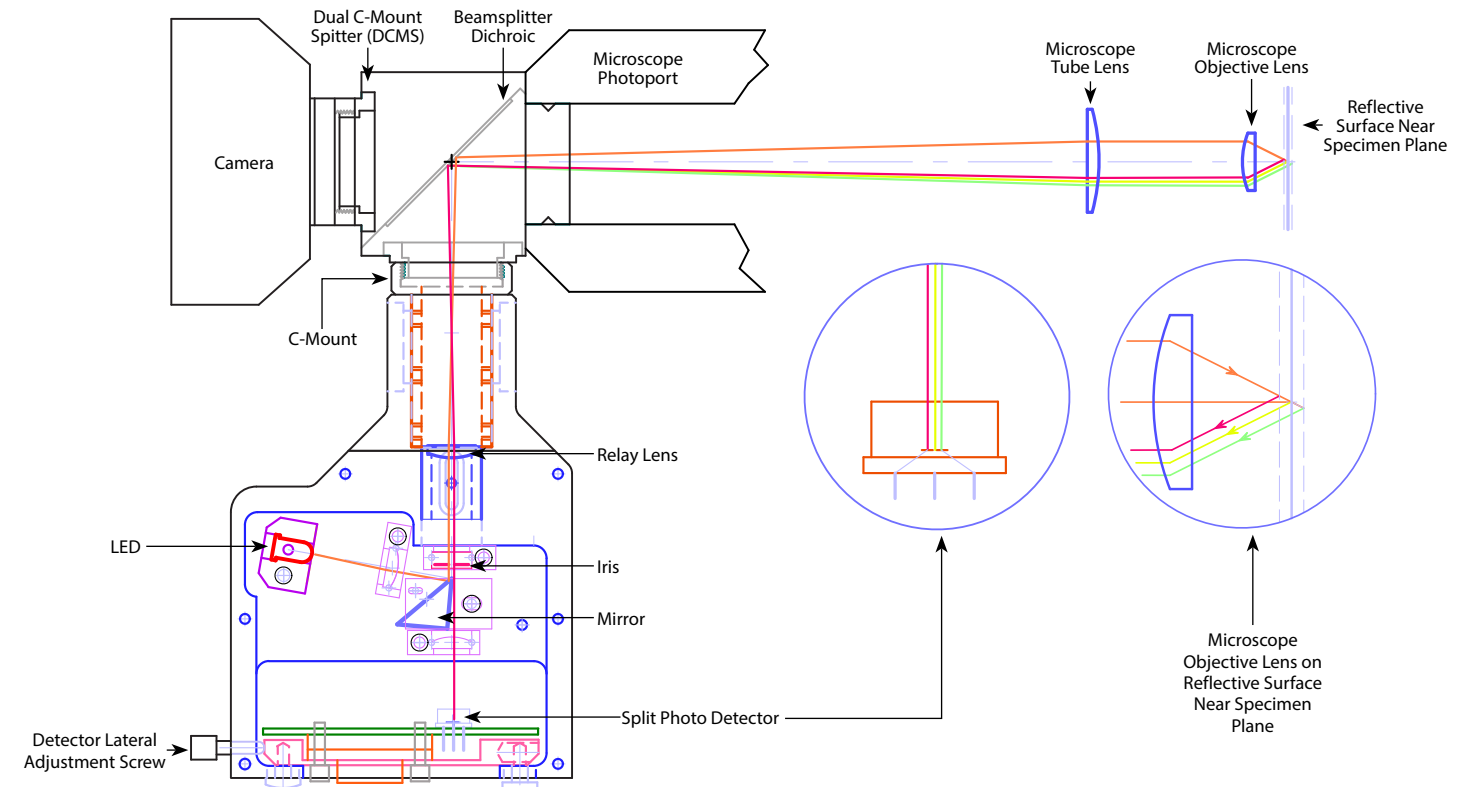 Dual C-Mount
Spitter (DCMS)
Beamsplitter
Dichroic
Microscope
Photoport
Microscope
Tube Lens
Microscope
Objective Lens
Reflective
Surface Near
Specimen Plane
Camera
C-Mount
Relay Lens
LED
Iris
Mirror
Split Photo Detector
Detector Lateral
Adjustment Screw
Microscope
Objective Lens on
Reflective Surface
Near Specimen
Plane